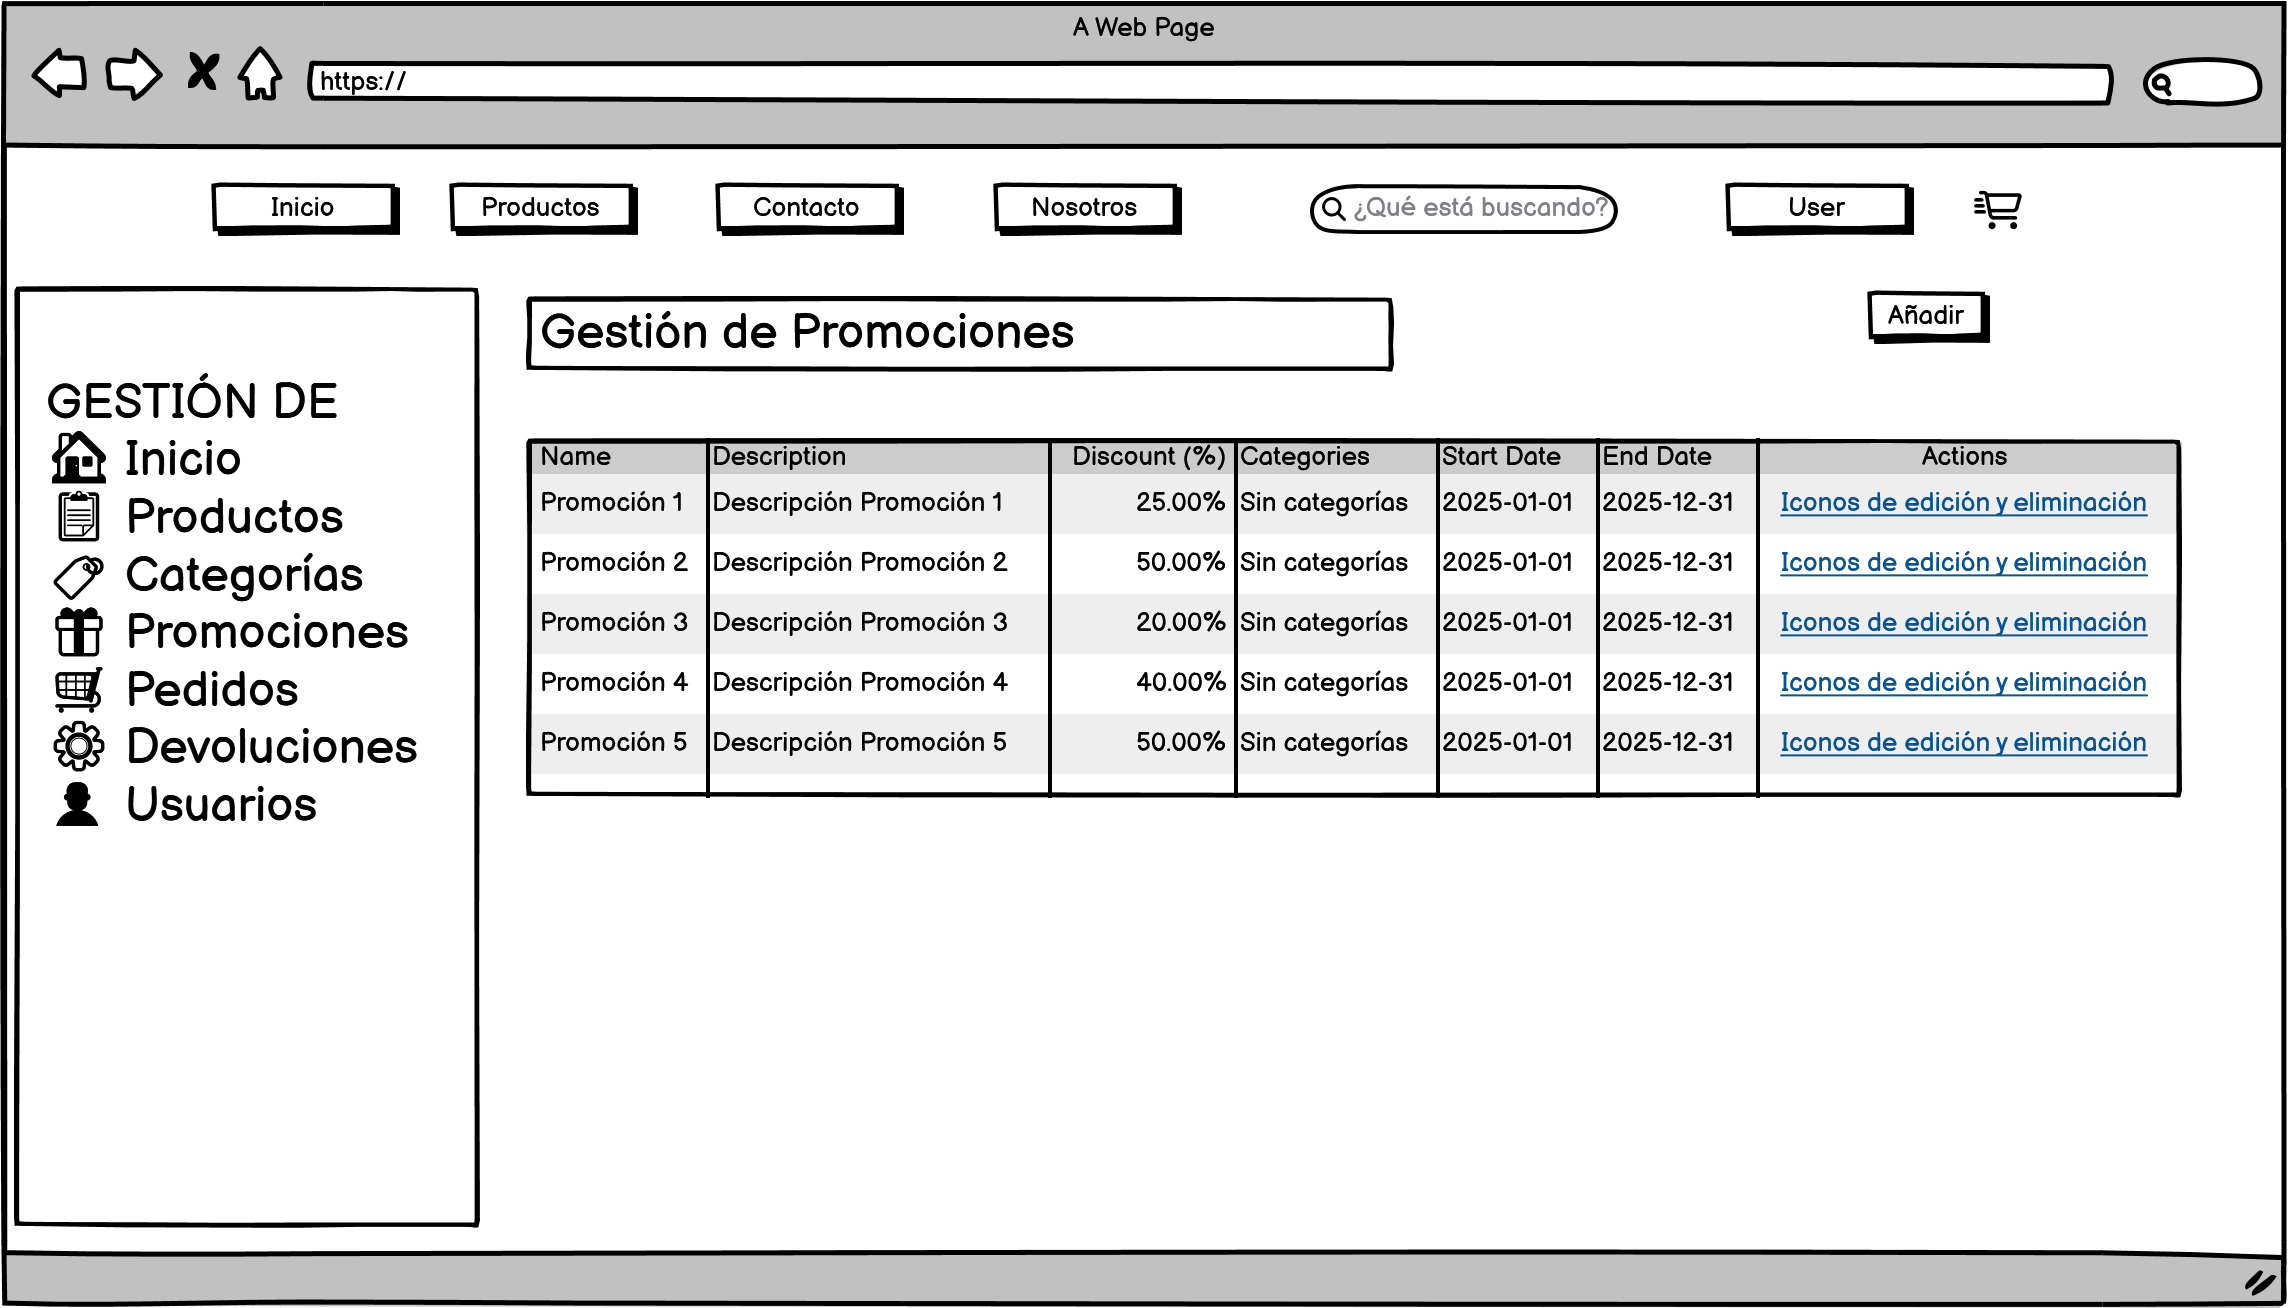 A Web Page
https://
Inicio Productos Contacto Nosotros ¿Qué está buscando? User
Gestión de Promociones Añadir
GESTIÓN DE
Inicio
Productos
Categorías
Promociones
Pedidos
Devoluciones
Usuarios
Name Description Discount (%) Categories Start Date End Date Actions
Promoción 1 Descripción Promoción 1 25.00% Sin categorías 2025-01-01 2025-12-31 Iconos de edición y eliminación
Promoción 2 Descripción Promoción 2 50.00% Sin categorías 2025-01-01 2025-12-31 Iconos de edición y eliminación
Promoción 3 Descripción Promoción 3 20.00% Sin categorías 2025-01-01 2025-12-31 Iconos de edición y eliminación
Promoción 4 Descripción Promoción 4 40.00% Sin categorías 2025-01-01 2025-12-31 Iconos de edición y eliminación
Promoción 5 Descripción Promoción 5 50.00% Sin categorías 2025-01-01 2025-12-31 Iconos de edición y eliminación